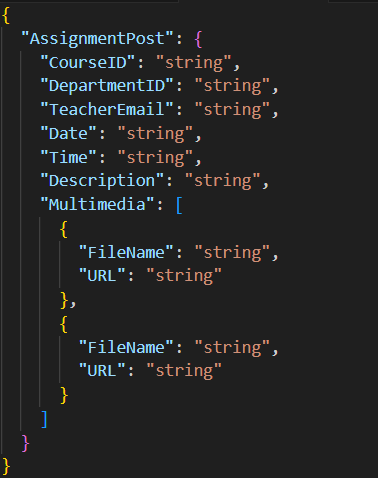 {
  "AssignmentPost": {
    "CourseID": "string",
    "DepartmentID": "string",
    "TeacherEmail": "string",
    "Date": "string",
    "Time": "string",
    "Description": "string",
    "Multimedia": [
      {
        "FileName": "string",
        "URL": "string"
      },
      {
        "FileName": "string",
        "URL": "string"
      }
    ]
  }
}